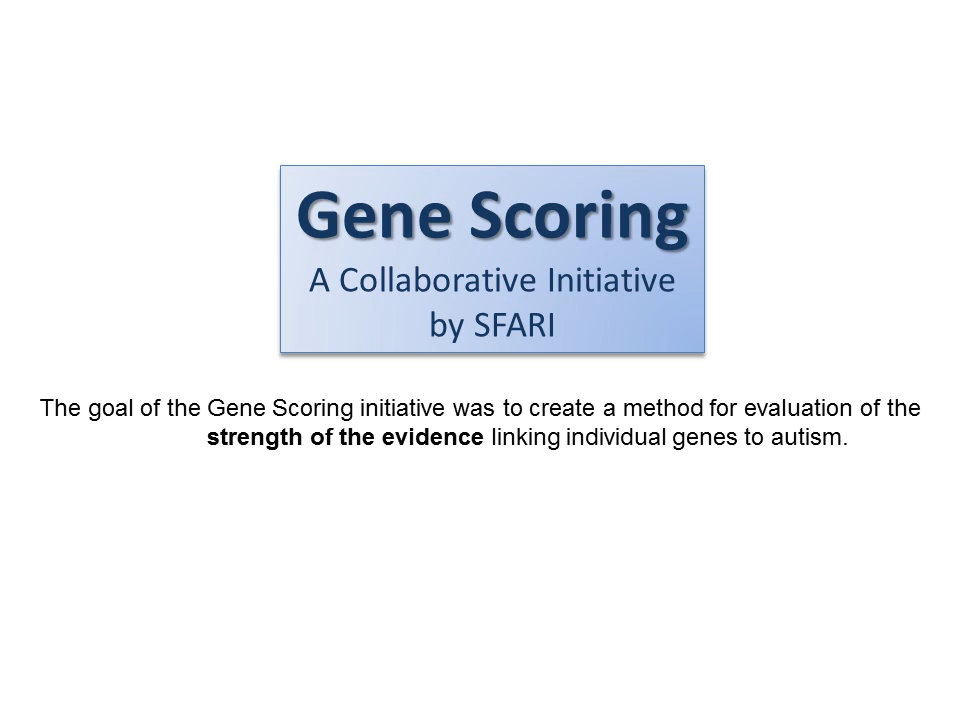 Gene Scoring
A Collaborative Initiative
by SFARI
The goal of the Gene Scoring initiative was to create a method for evaluation of the
strength of the evidence linking individual genes to autism.